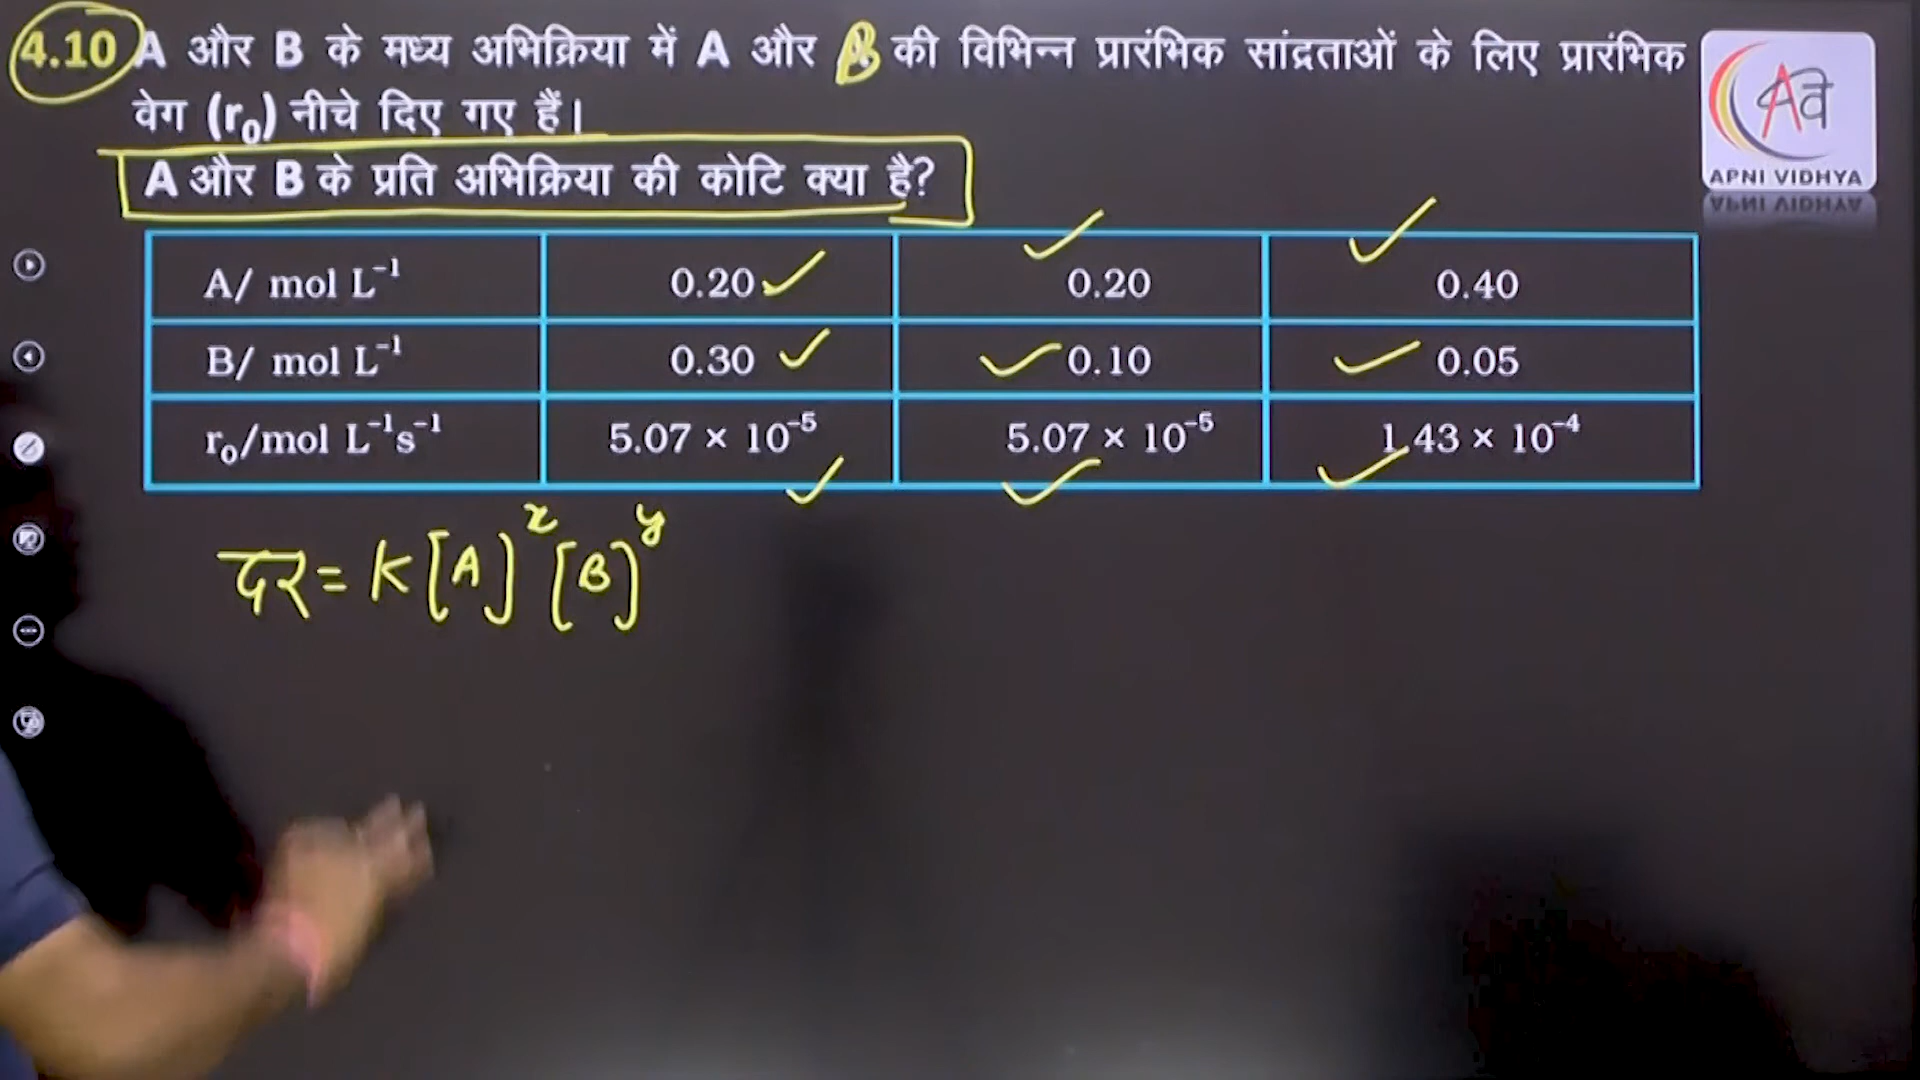 4.10 A और B के मध्य अभिक्रिया में A और B की विभिन्न प्रारंभिक सांद्रताओं के लिए प्रारंभिक
वेग (r₀) नीचे दिए गए हैं।
A और B के प्रति अभिक्रिया की कोटि क्या है?
A/ mol L⁻¹ 0.20 0.20 0.40
B/ mol L⁻¹ 0.30 0.10 0.05
r₀/mol L⁻¹s⁻¹ 5.07 × 10⁻⁵ 5.07 × 10⁻⁵ 1.43 × 10⁻⁴
दर = K[A]ˣ [B]ʸ
Aव
APNI VIDHYA